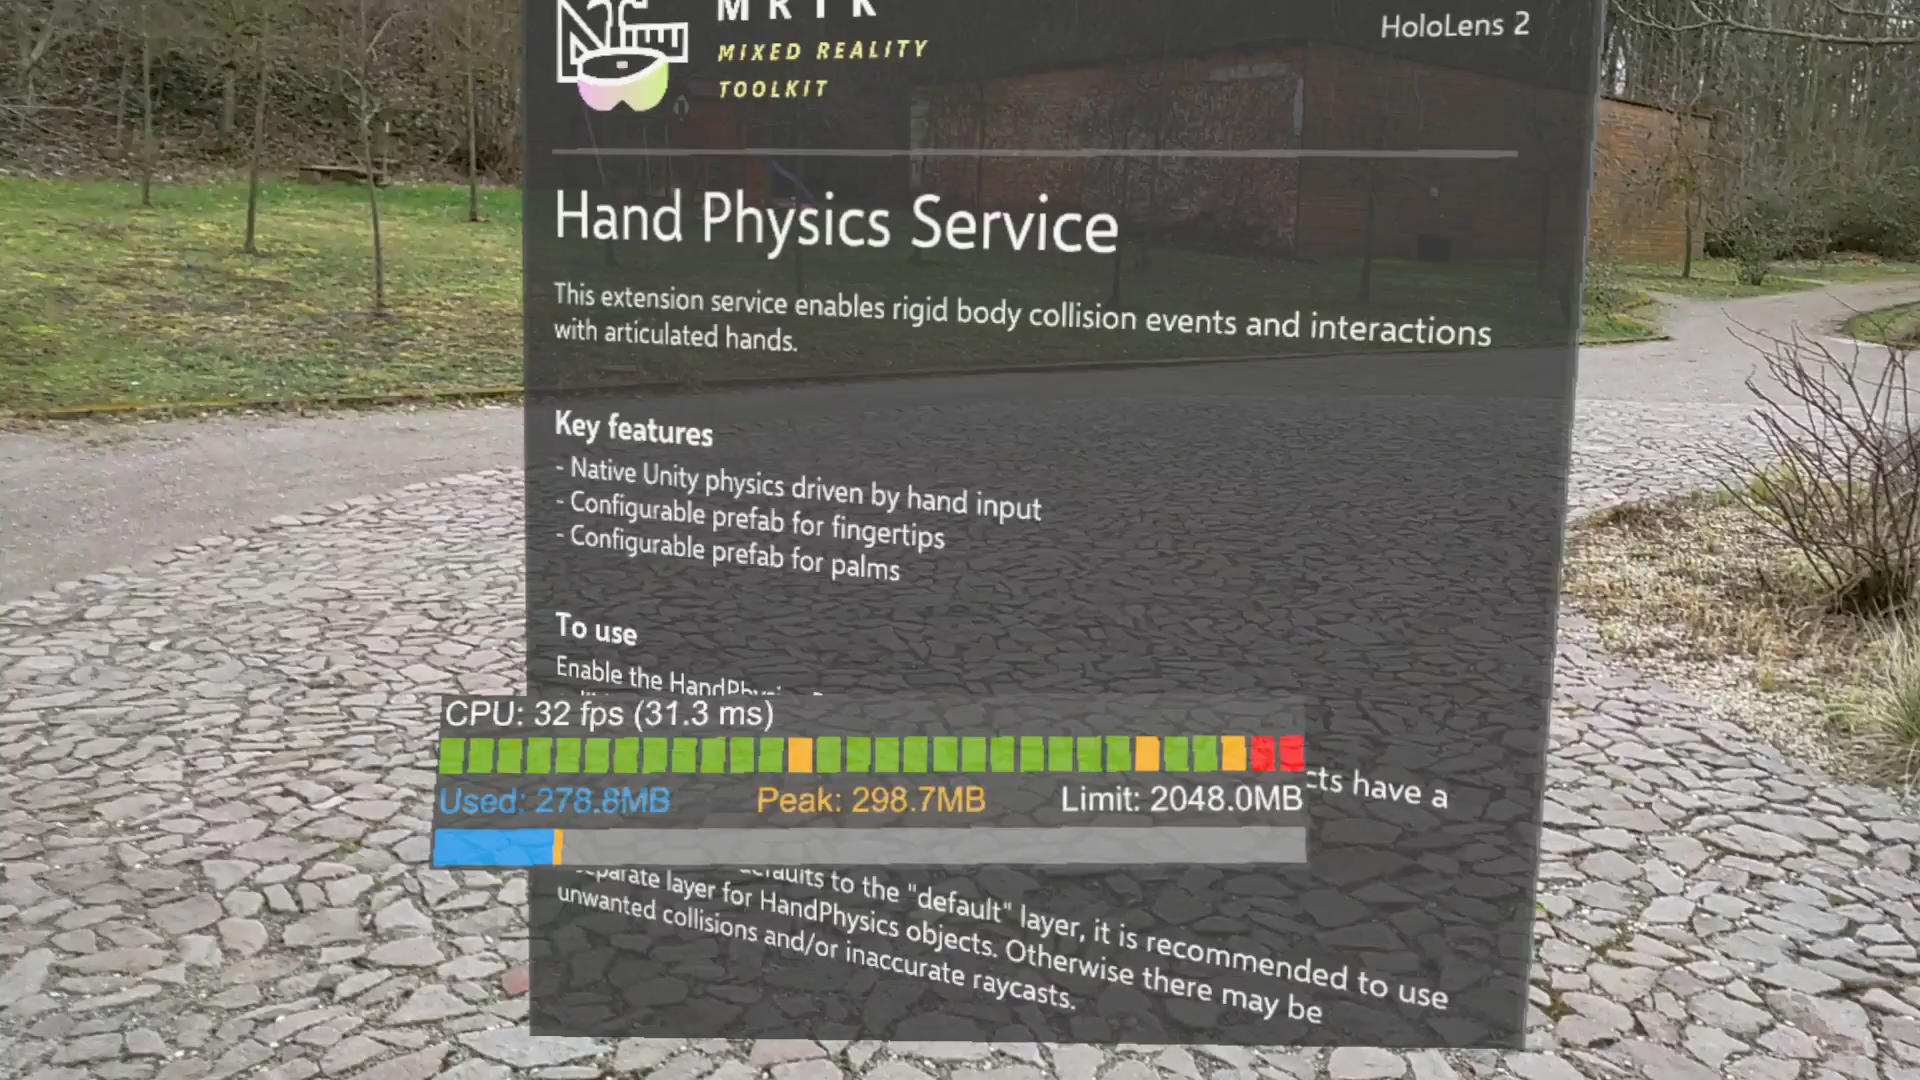 MRTK
HoloLens 2
MIXED REALITY
TOOLKIT
Hand Physics Service
This extension service enables rigid body collision events and interactions
with articulated hands.
Key features
- Native Unity physics driven by hand input
- Configurable prefab for fingertips
- Configurable prefab for palms
To use
Enable the
CPU: 32 fps (31.3 ms)
Used: 278.8MB Peak: 298.7MB Limit: 2048.0MB
have a
to the "default" layer, it is recommended to use
layer for HandPhysics objects. Otherwise there may be
unwanted collisions and/or inaccurate raycasts.